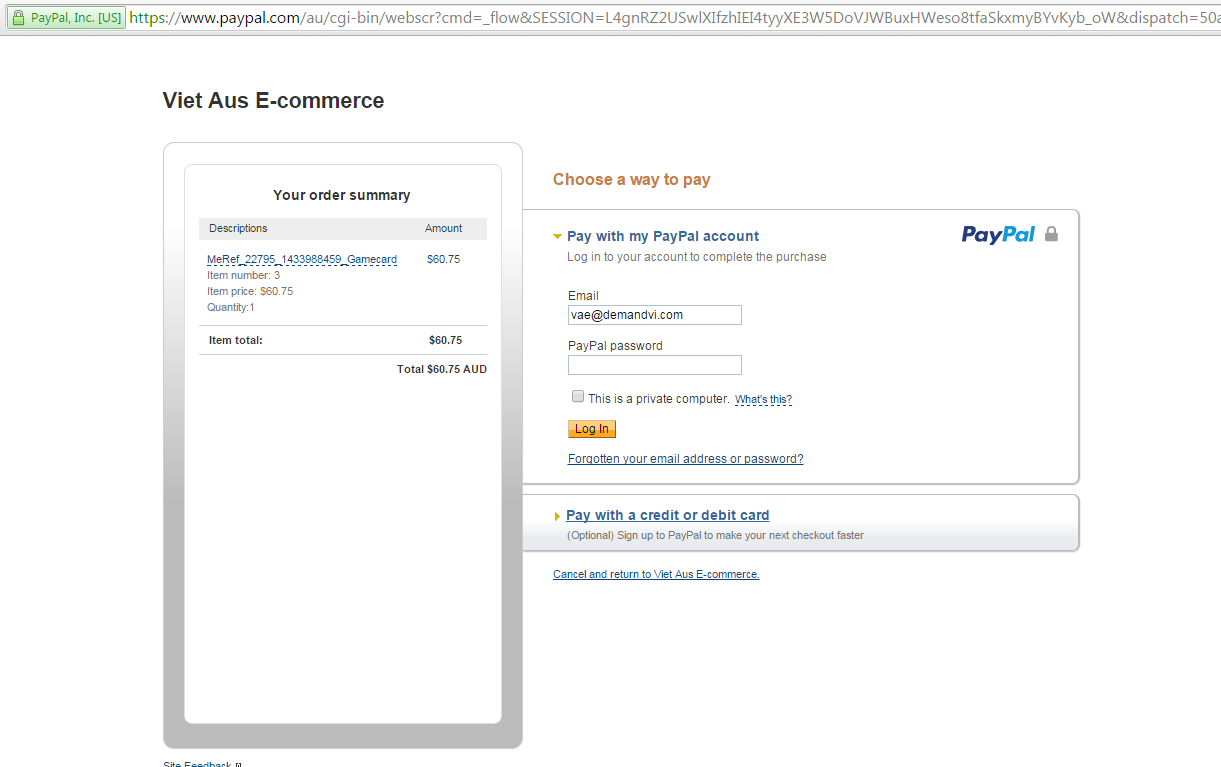 PayPal, Inc. [US] https://www.paypal.com/au/cgi-bin/webscr?cmd=_flow&SESSION=L4gnRZ2USwlXIfzhIEI4tyyXE3W5DoVJWBuxHWeso8tfaSkxmyBYvKyb_oW&dispatch=50a
Viet Aus E-commerce
Your order summary
Descriptions Amount
MeRef_22795_1433988459_Gamecard $60.75
Item number: 3
Item price: $60.75
Quantity:1
Item total: $60.75
Total $60.75 AUD
Choose a way to pay
Pay with my PayPal account
PayPal
Log in to your account to complete the purchase
Email
vae@demandvi.com
PayPal password
This is a private computer. What's this?
Log In
Forgotten your email address or password?
Pay with a credit or debit card
(Optional) Sign up to PayPal to make your next checkout faster
Cancel and return to Viet Aus E-commerce.
Site Feedback